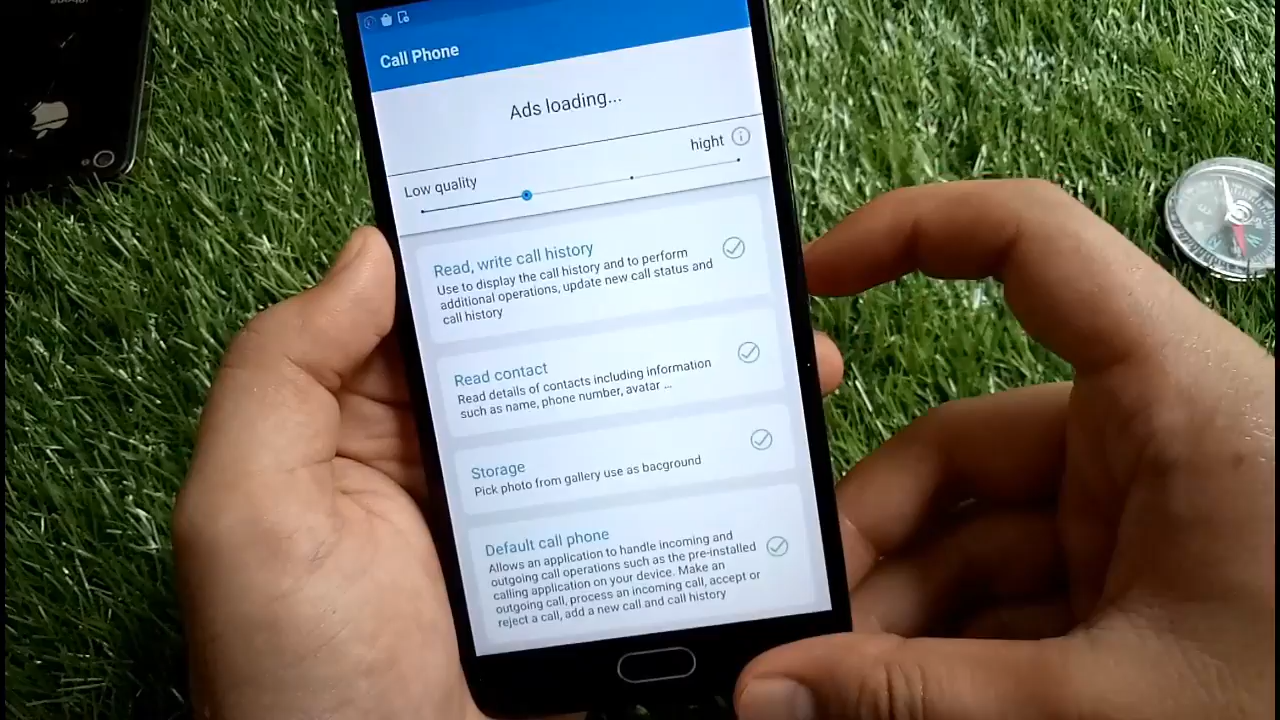 Call Phone
Ads loading...
hight
Low quality
Read, write call history
Use to display the call history and to perform
additional operations, update new call status and
call history
Read contact
Read details of contacts including information
such as name, phone number, avatar ...
Storage
Pick photo from gallery use as bacground
Default call phone
Allows an application to handle incoming and
outgoing call operations such as the pre-installed
calling application on your device. Make an
outgoing call, process an incoming call, accept or
reject a call, add a new call and call history